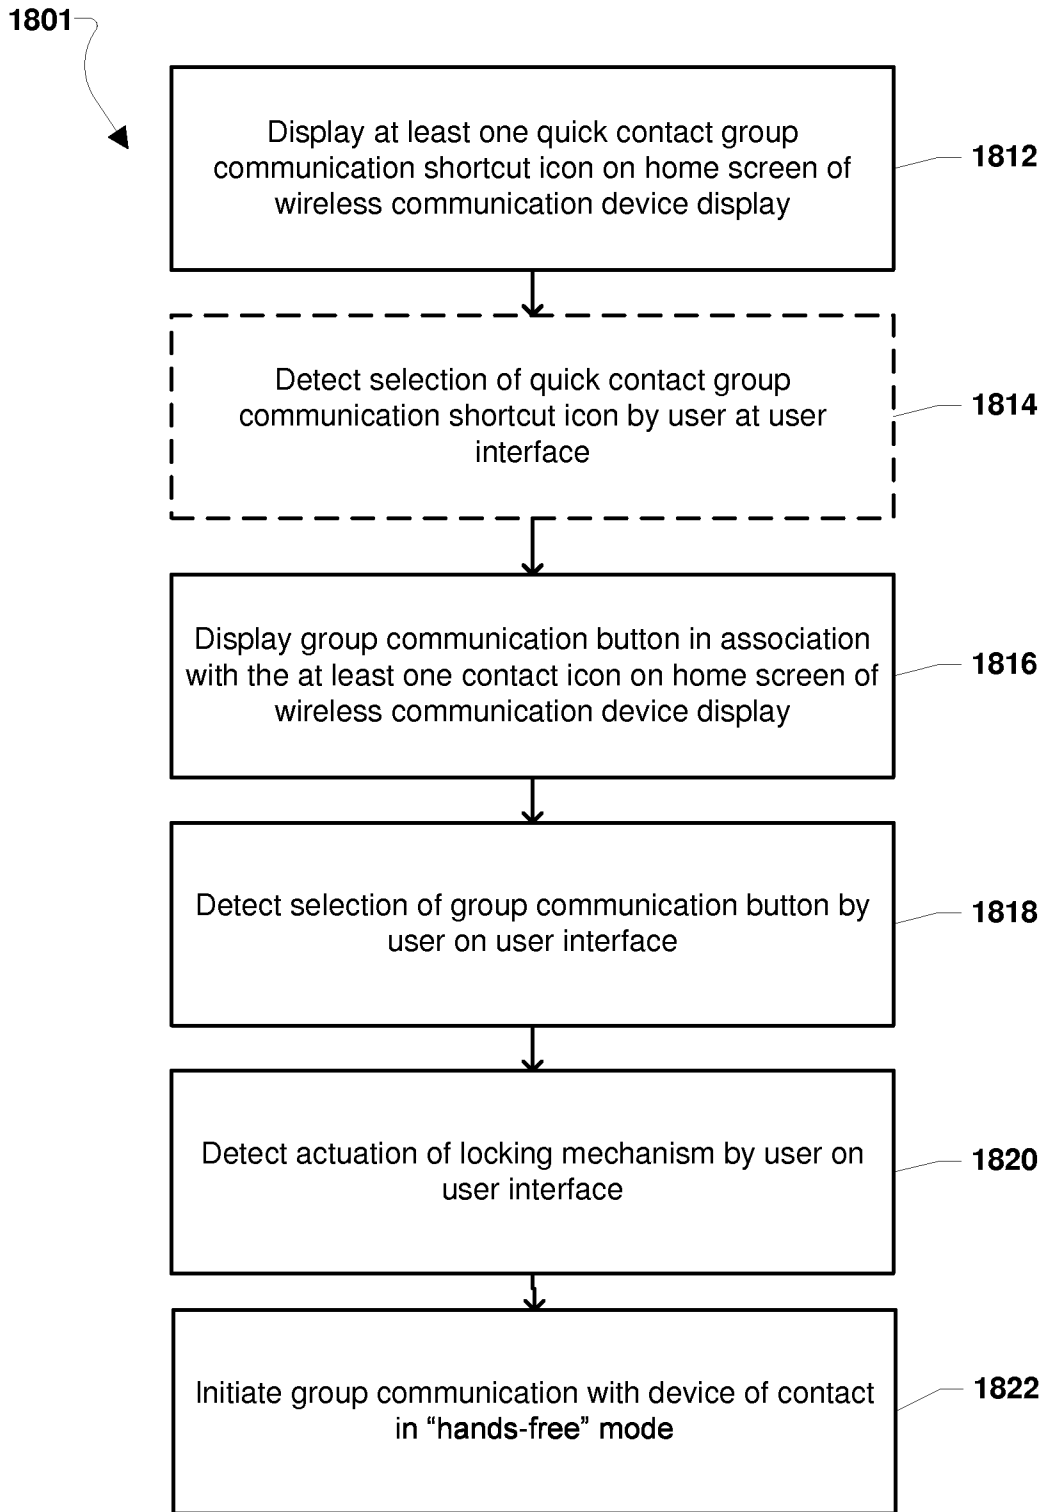 1801
Display at least one quick contact group
communication shortcut icon on home screen of
wireless communication device display
1812
Detect selection of quick contact group
communication shortcut icon by user at user
interface
1814
Display group communication button in association
with the at least one contact icon on home screen of
wireless communication device display
1816
Detect selection of group communication button by
user on user interface
1818
Detect actuation of locking mechanism by user on
user interface
1820
Initiate group communication with device of contact
in “hands-free” mode
1822